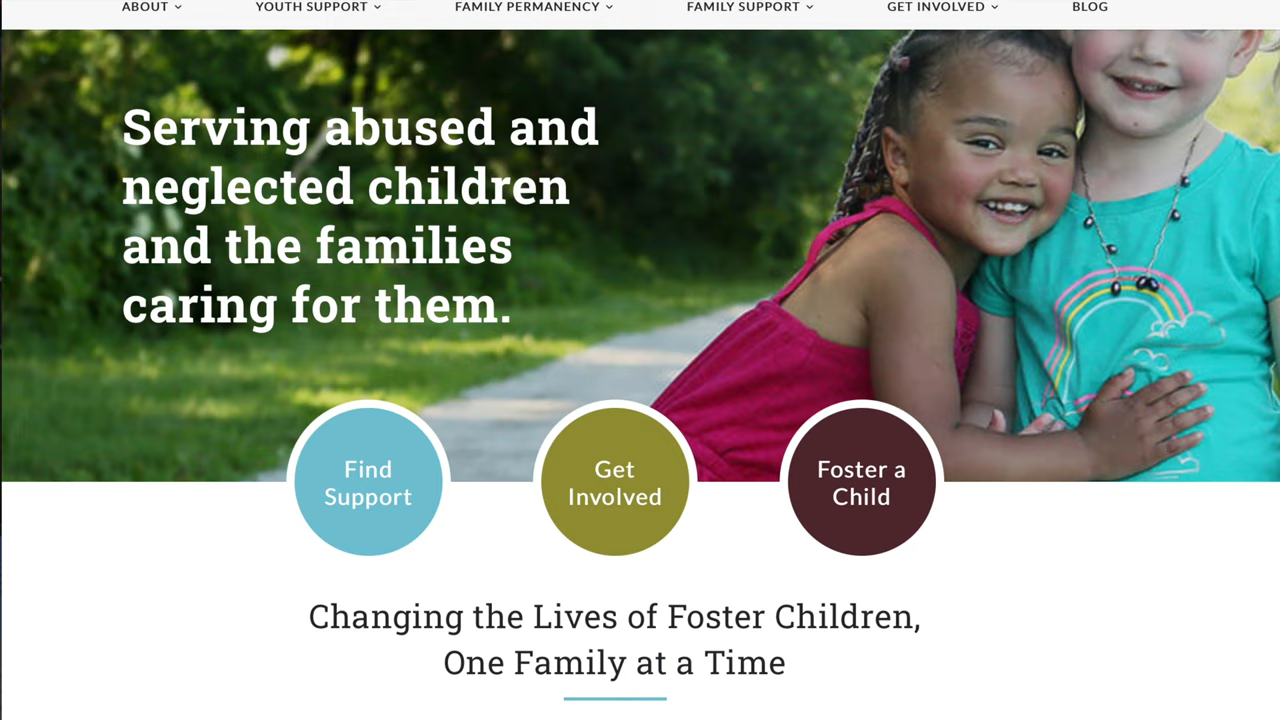 ABOUT
YOUTH SUPPORT
FAMILY PERMANENCY
FAMILY SUPPORT
GET INVOLVED
BLOG
Serving abused and
neglected children
and the families
caring for them.
Find
Support
Get
Involved
Foster a
Child
Changing the Lives of Foster Children,
One Family at a Time